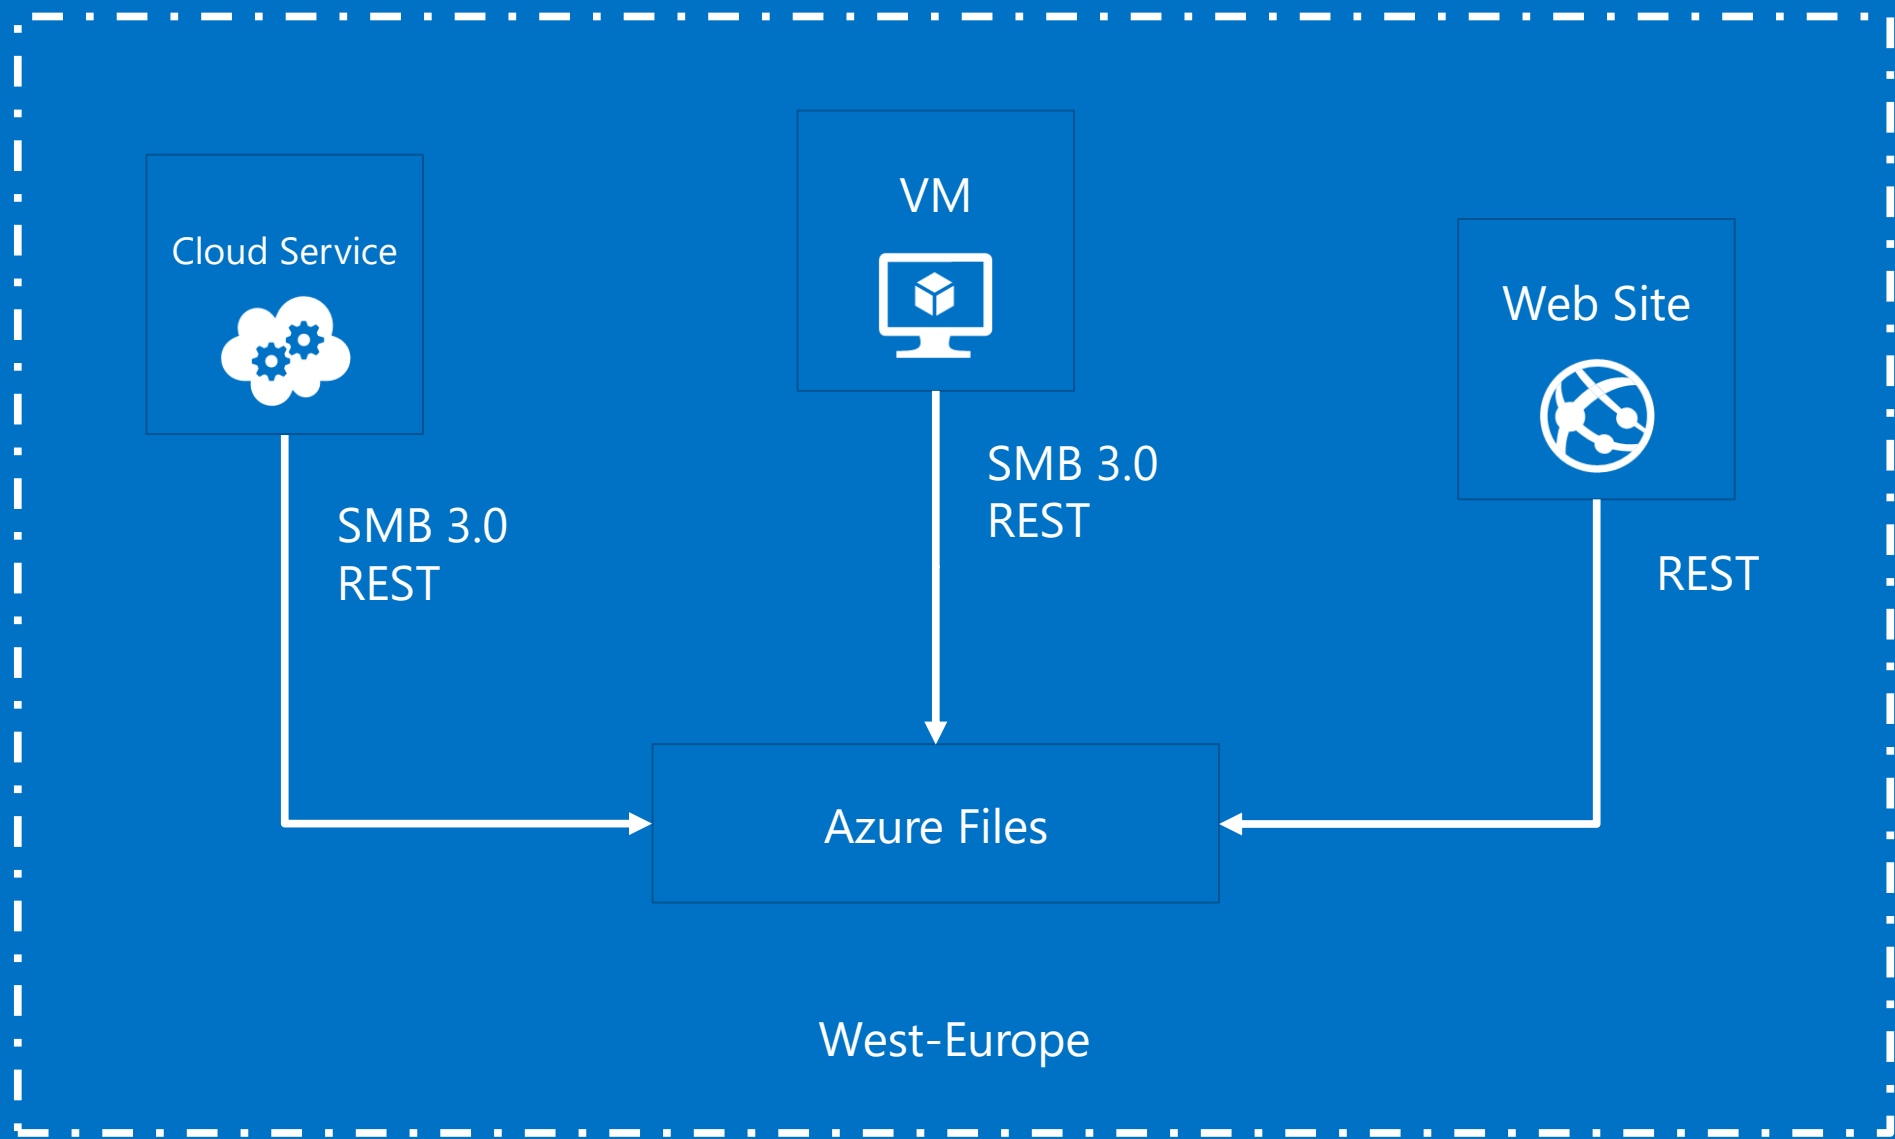 VM
Cloud Service
Web Site
SMB 3.0
REST
SMB 3.0
REST
REST
Azure Files
West-Europe